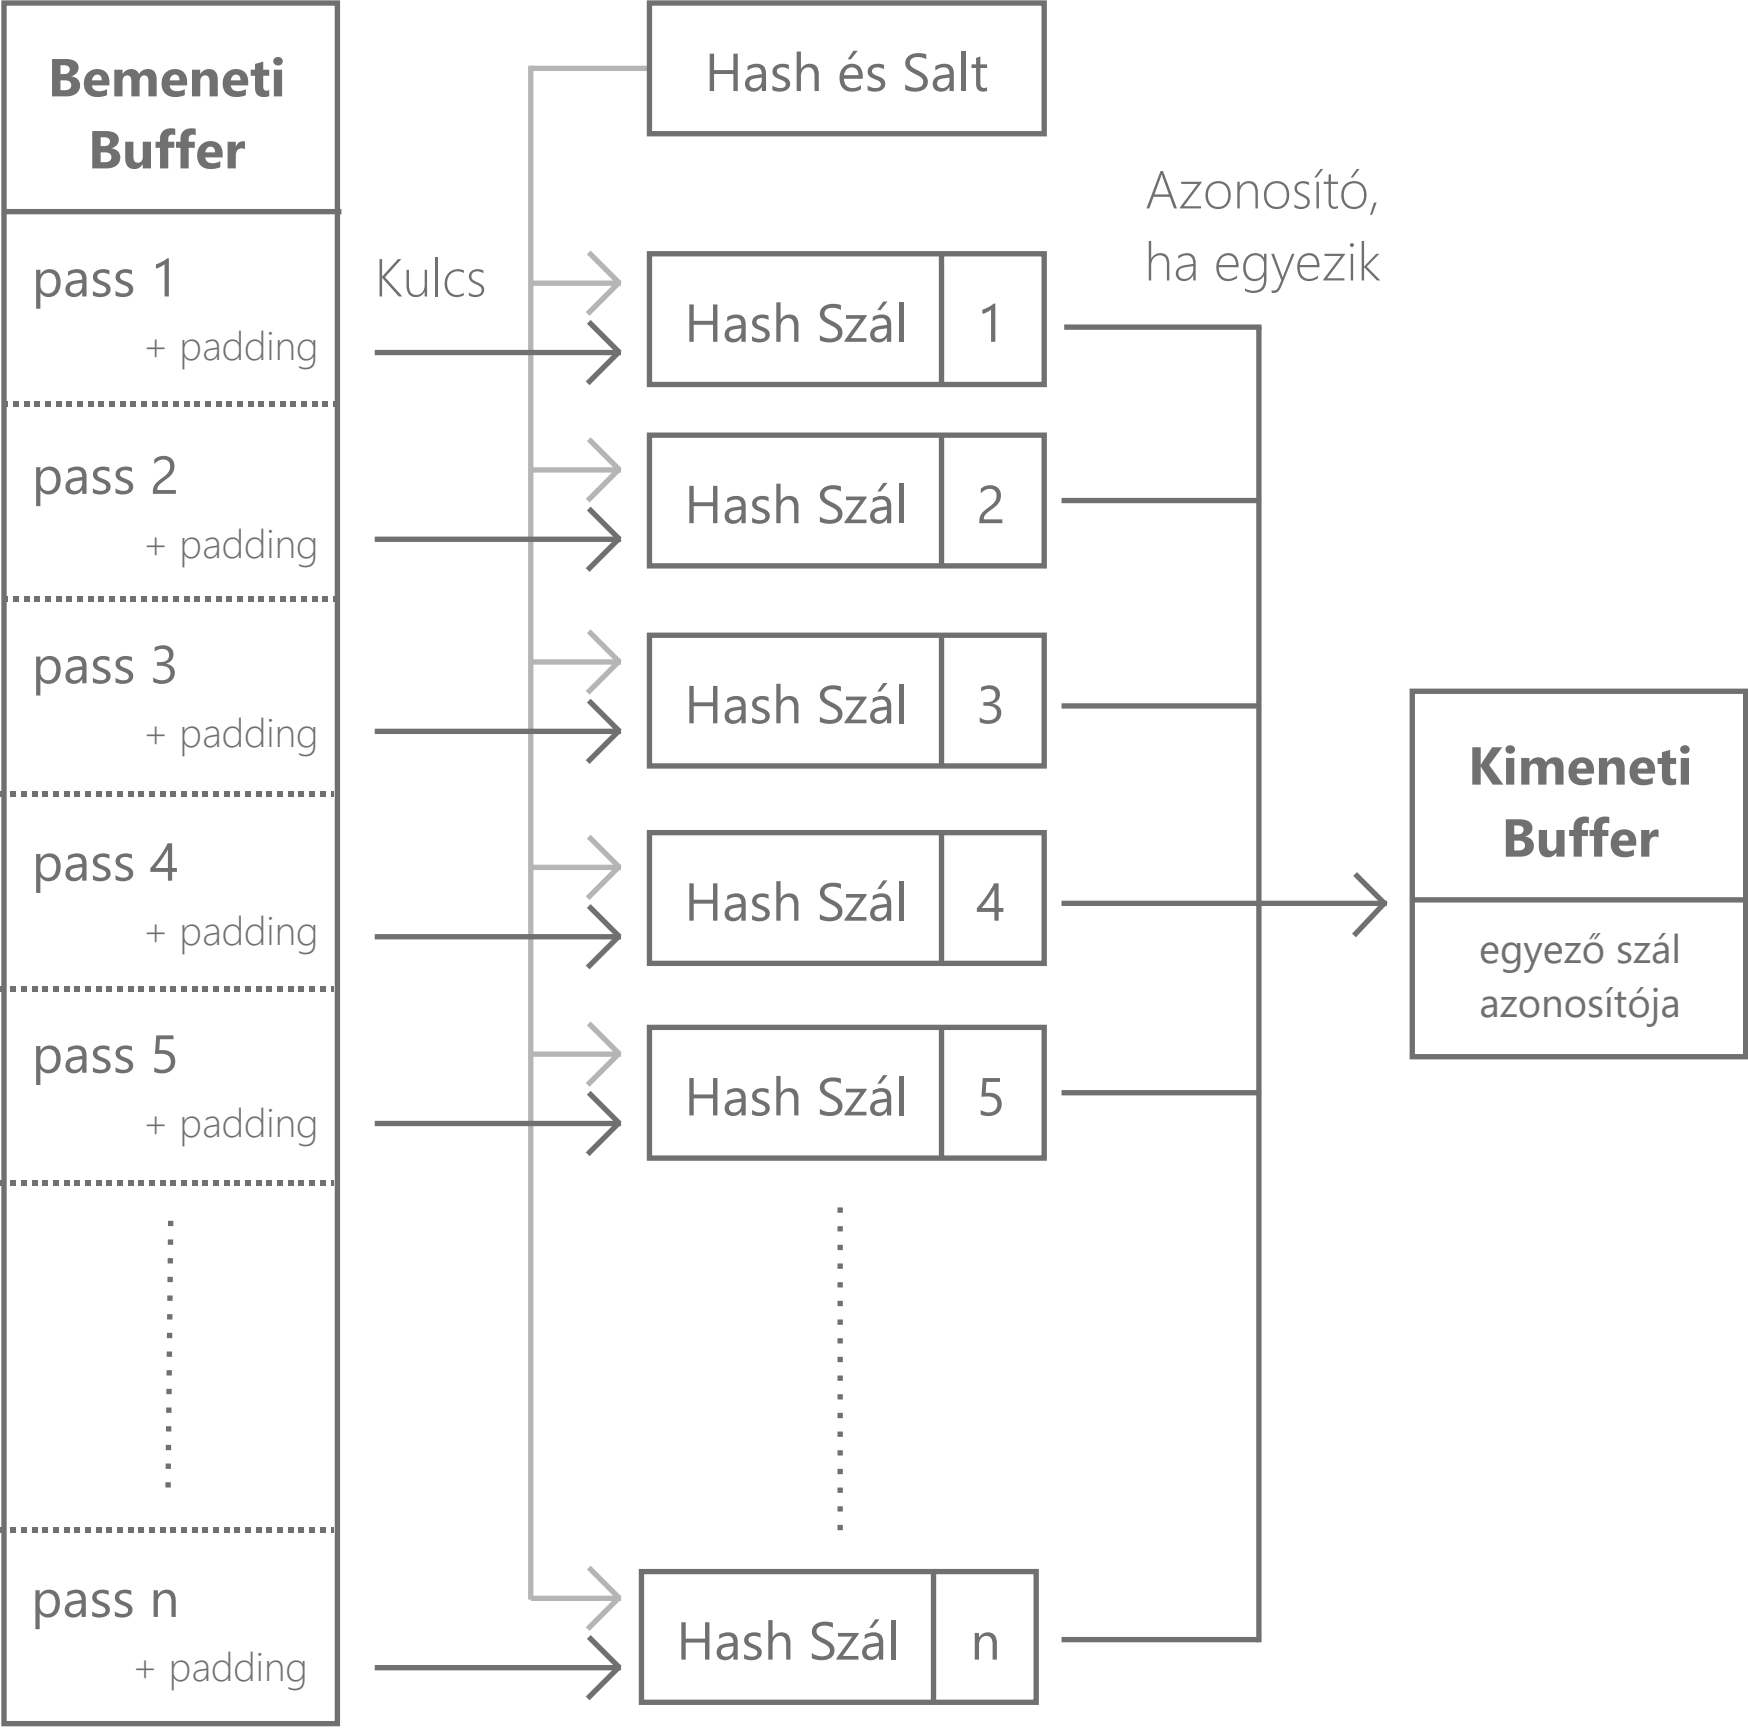 Bemeneti
Buffer
pass 1
+ padding
pass 2
+ padding
pass 3
+ padding
pass 4
+ padding
pass 5
+ padding
pass n
+ padding
Kulcs
Hash és Salt
Hash Szál 1
Hash Szál 2
Hash Szál 3
Hash Szál 4
Hash Szál 5
Hash Szál n
Azonosító,
ha egyezik
Kimeneti
Buffer
egyező szál
azonosítója